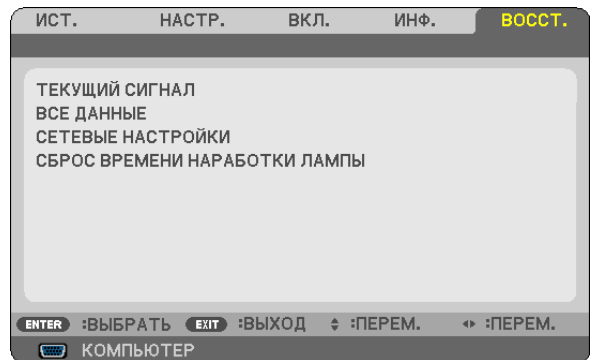 ИСТ. НАСТР. ВКЛ. ИНФ. ВОССТ.
ТЕКУЩИЙ СИГНАЛ
ВСЕ ДАННЫЕ
СЕТЕВЫЕ НАСТРОЙКИ
СБРОС ВРЕМЕНИ НАРАБОТКИ ЛАМПЫ
ENTER :ВЫБРАТЬ EXIT :ВЫХОД :ПЕРЕМ. :ПЕРЕМ.
КОМПЬЮТЕР